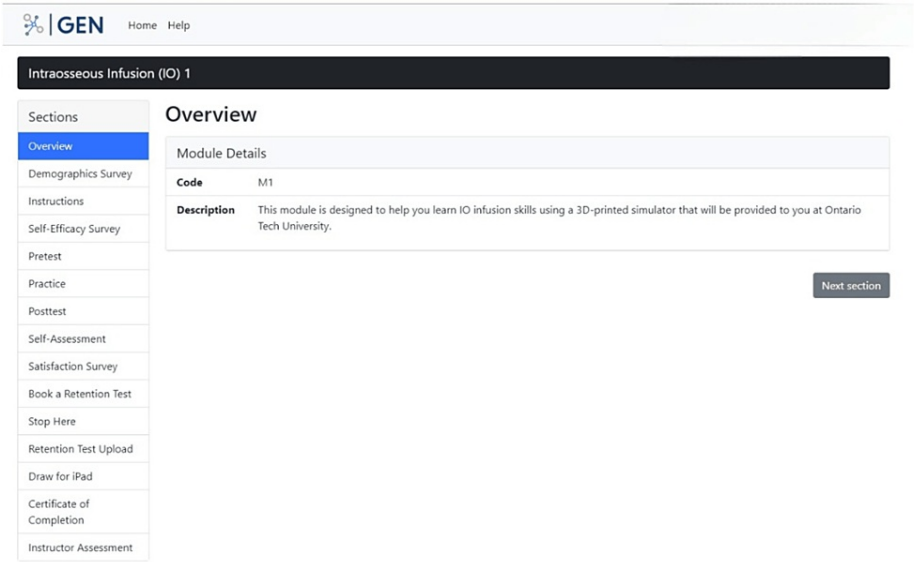 GEN Home Help
Intraosseous Infusion (IO) 1
Sections
Overview
Demographics Survey
Instructions
Self-Efficacy Survey
Pretest
Practice
Posttest
Self-Assessment
Satisfaction Survey
Book a Retention Test
Stop Here
Retention Test Upload
Draw for iPad
Certificate of
Completion
Instructor Assessment
Overview
Module Details
Code M1
Description This module is designed to help you learn IO infusion skills using a 3D-printed simulator that will be provided to you at Ontario
Tech University.
Next section